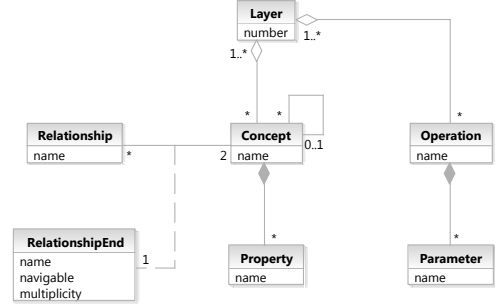 Layer
number
1..*
1..*
*
*
*
Relationship
name
*
2
Concept
name
0..1
Operation
name
RelationshipEnd
name
navigable
multiplicity
1
*
Property
name
*
Parameter
name